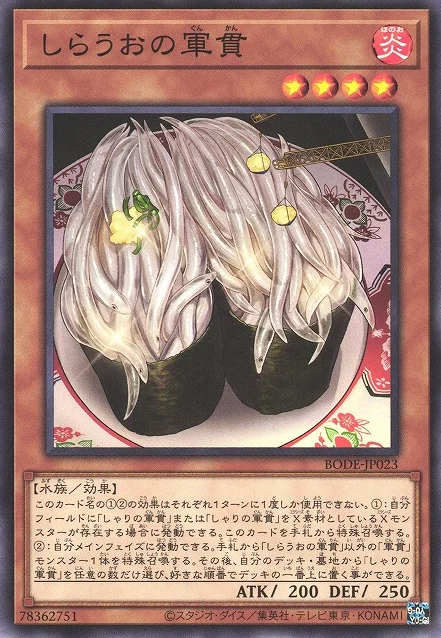 しらうおの軍貫
炎
BODE-JP023
【水族/効果】
このカード名の①②の効果はそれぞれ1ターンに1度しか使用できない。①:自分
フィールドに「しゃりの軍貫」または「しゃりの軍貫」をX素材としているXモン
スターが存在する場合に発動できる。このカードを手札から特殊召喚する。
②:自分メインフェイズに発動できる。手札から「しらうおの軍貫」以外の「軍貫」
モンスター1体を特殊召喚する。その後、自分のデッキ・墓地から「しゃりの
軍貫」を任意の数だけ選び、好きな順番でデッキの一番上に置く事ができる。
ATK/ 200 DEF/ 250
78362751
©スタジオ・ダイス/集英社・テレビ東京・KONAMI